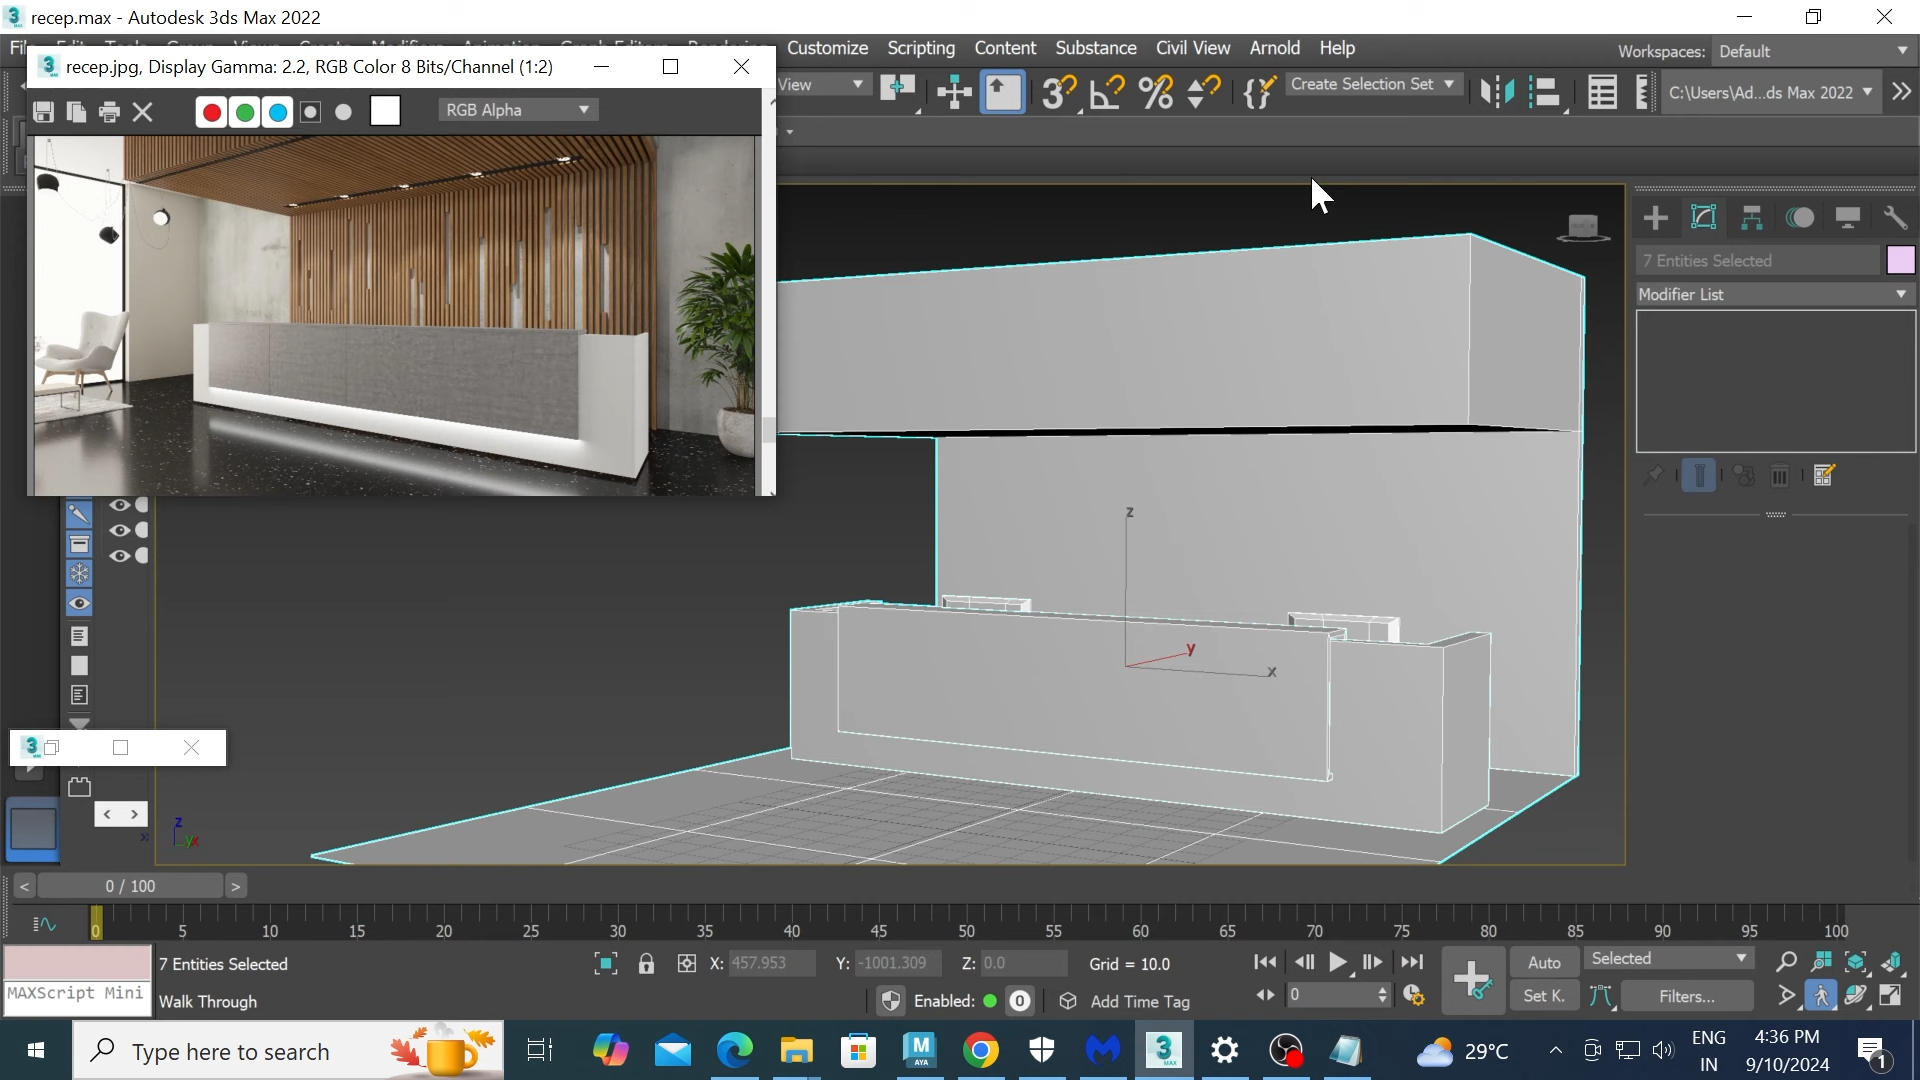 recep.max - Autodesk 3ds Max 2022
Customize Scripting Content Substance Civil View Arnold Help
Workspaces: Default
recep.jpg, Display Gamma: 2.2, RGB Color 8 Bits/Channel (1:2)
View
Create Selection Set
C:\Users\Ad...ds Max 2022
RGB Alpha
7 Entities Selected
Modifier List
z
y
x
z
yx
0 / 100
0 5 10 15 20 25 30 35 40 45 50 55 60 65 70 75 80 85 90 95 100
7 Entities Selected
X: 457.953 Y: -1001.309 Z: 0.0 Grid = 10.0
Auto Selected
MAXScript Mini
Walk Through
Enabled: 0 Add Time Tag
0
Set K. Filters...
Type here to search
29°C
ENG
IN
4:36 PM
9/10/2024
1